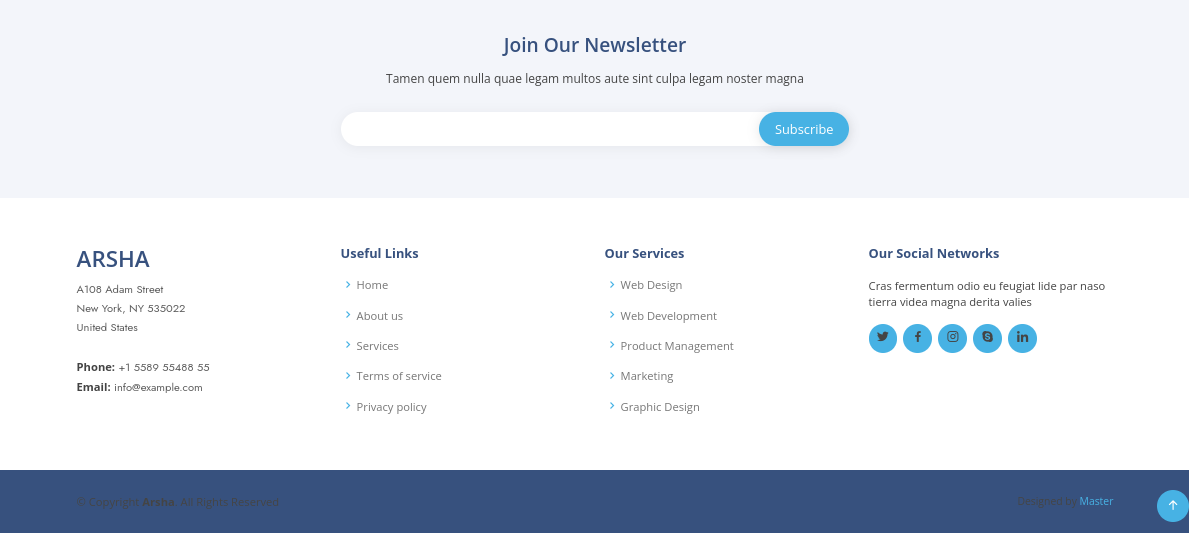 Join Our Newsletter
Tamen quem nulla quae legam multos aute sint culpa legam noster magna
Subscribe
ARSHA
A108 Adam Street
New York, NY 535022
United States
Phone: +1 5589 55488 55
Email: info@example.com
Useful Links
Home
About us
Services
Terms of service
Privacy policy
Our Services
Web Design
Web Development
Product Management
Marketing
Graphic Design
Our Social Networks
Cras fermentum odio eu feugiat lide par naso
tierra videa magna derita valies
© Copyright Arsha. All Rights Reserved
Designed by Master